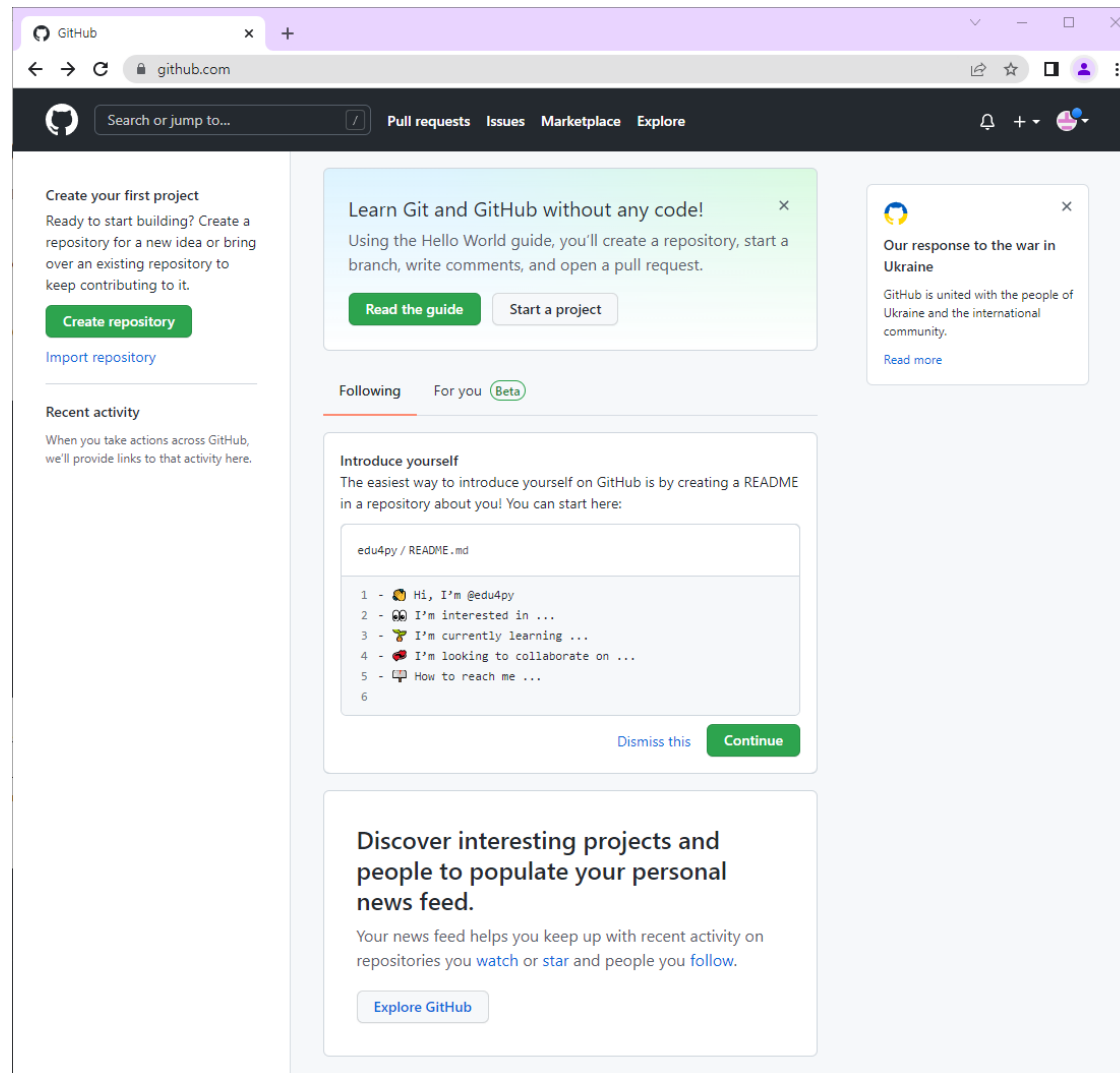 GitHub
github.com
Search or jump to...
/
Pull requests
Issues
Marketplace
Explore
Create your first project
Ready to start building? Create a
repository for a new idea or bring
over an existing repository to
keep contributing to it.
Create repository
Import repository
Recent activity
When you take actions across GitHub,
we'll provide links to that activity here.
Learn Git and GitHub without any code!
Using the Hello World guide, you'll create a repository, start a
branch, write comments, and open a pull request.
Read the guide
Start a project
Following
For you
Beta
Introduce yourself
The easiest way to introduce yourself on GitHub is by creating a README
in a repository about you! You can start here:
edu4py / README.md
1 - 👋 Hi, I'm @edu4py
2 - 👀 I'm interested in ...
3 - 🌱 I'm currently learning ...
4 - 💞️ I'm looking to collaborate on ...
5 - 📫 How to reach me ...
6
Dismiss this
Continue
Discover interesting projects and
people to populate your personal
news feed.
Your news feed helps you keep up with recent activity on
repositories you watch or star and people you follow.
Explore GitHub
Our response to the war in
Ukraine
GitHub is united with the people of
Ukraine and the international
community.
Read more